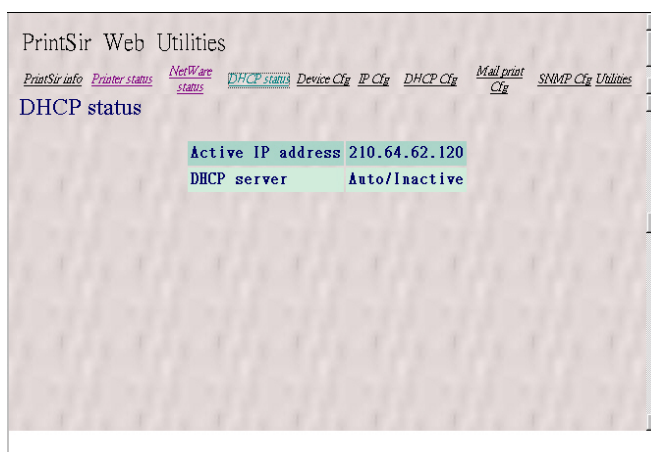 PrintSir Web Utilities
PrintSir info Printer status NetWare status DHCP status Device Cfg IP Cfg DHCP Cfg Mail print Cfg SNMP Cfg Utilities
DHCP status
Active IP address 210.64.62.120
DHCP server Auto/Inactive